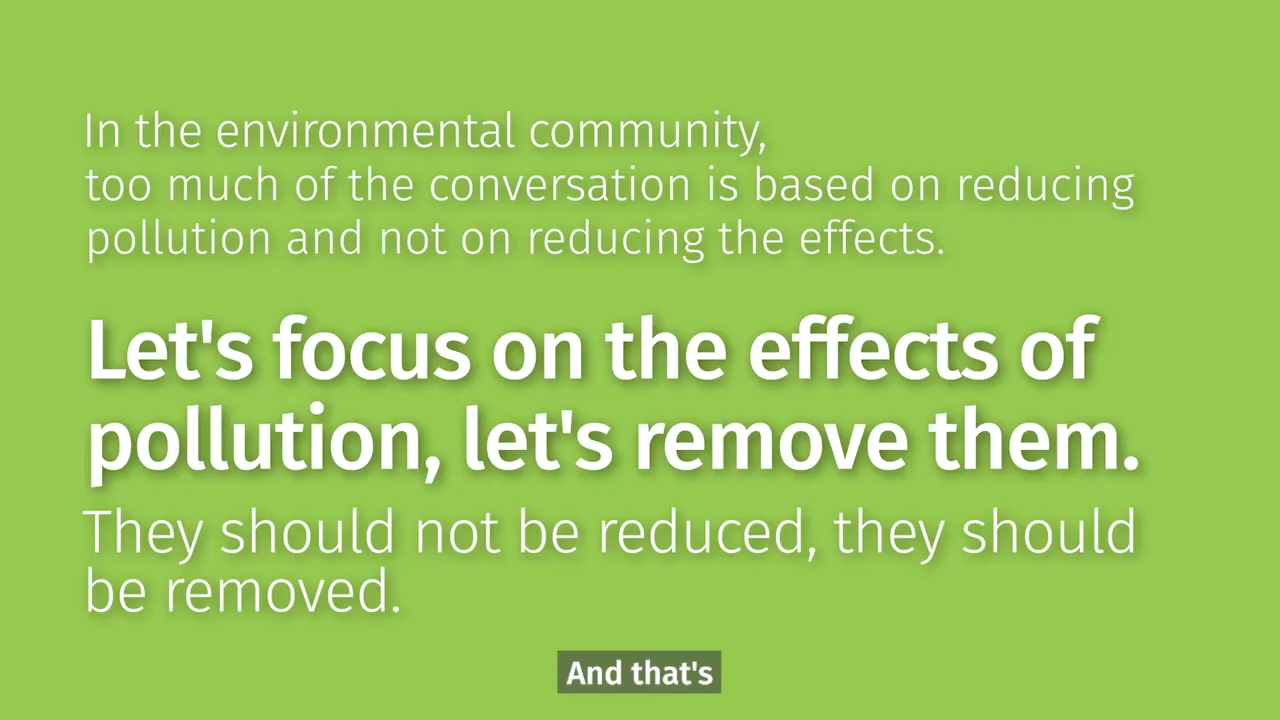 In the environmental community,
too much of the conversation is based on reducing
pollution and not on reducing the effects.
Let's focus on the effects of
pollution, let's remove them.
They should not be reduced, they should
be removed.
And that's